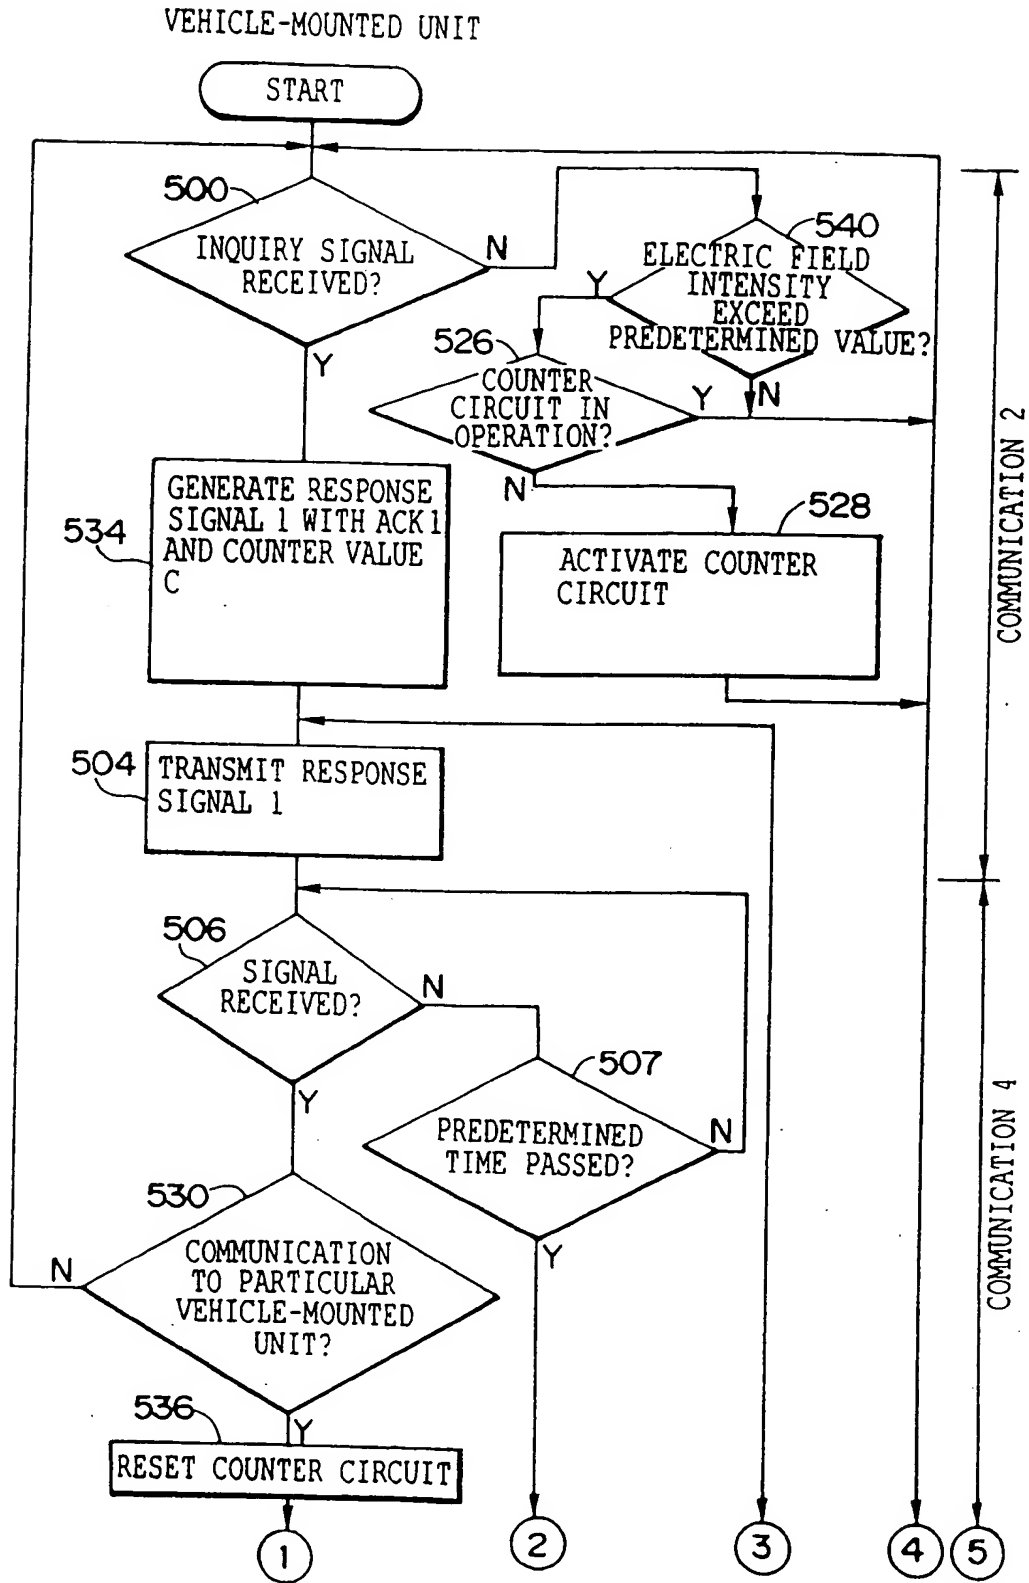 VEHICLE-MOUNTED UNIT
START
500
INQUIRY SIGNAL
RECEIVED?
N
Y
540
ELECTRIC FIELD
INTENSITY
EXCEED
PREDETERMINED VALUE?
Y
N
526
COUNTER
CIRCUIT IN
OPERATION?
Y
N
528
ACTIVATE COUNTER
CIRCUIT
534
GENERATE RESPONSE
SIGNAL 1 WITH ACK1
AND COUNTER VALUE
C
COMMUNICATION 2
504
TRANSMIT RESPONSE
SIGNAL 1
506
SIGNAL
RECEIVED?
N
Y
507
PREDETERMINED
TIME PASSED?
N
Y
530
COMMUNICATION
TO PARTICULAR
VEHICLE-MOUNTED
UNIT?
N
Y
COMMUNICATION 4
536
RESET COUNTER CIRCUIT
1
2
3
4
5